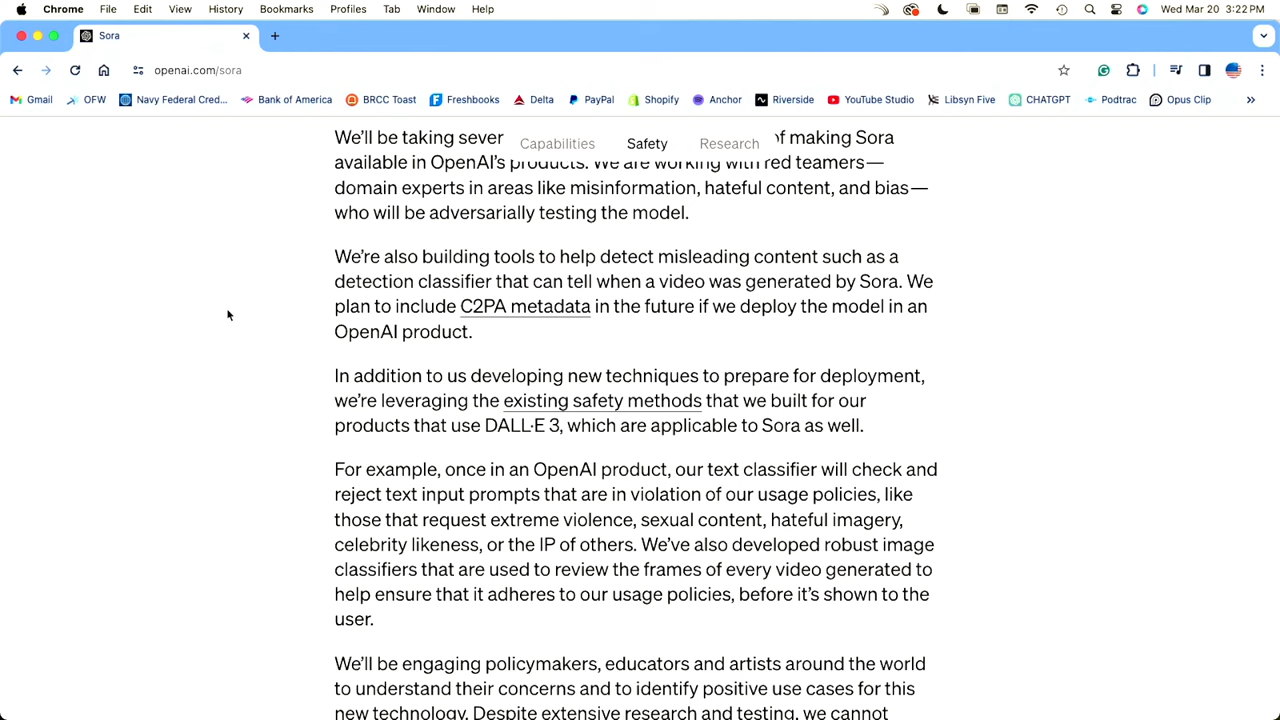 Chrome File Edit View History Bookmarks Profiles Tab Window Help Wed Mar 20 3:22 PM
Sora
openai.com/sora
Gmail OFW Navy Federal Cred... Bank of America BRCC Toast Freshbooks Delta PayPal Shopify Anchor Riverside YouTube Studio Libsyn Five CHATGPT Podtrac Opus Clip »
Capabilities Safety Research
We’ll be taking sever of making Sora
available in OpenAI’s products. We are working with red teamers—
domain experts in areas like misinformation, hateful content, and bias—
who will be adversarially testing the model.
We’re also building tools to help detect misleading content such as a
detection classifier that can tell when a video was generated by Sora. We
plan to include C2PA metadata in the future if we deploy the model in an
OpenAI product.
In addition to us developing new techniques to prepare for deployment,
we’re leveraging the existing safety methods that we built for our
products that use DALL·E 3, which are applicable to Sora as well.
For example, once in an OpenAI product, our text classifier will check and
reject text input prompts that are in violation of our usage policies, like
those that request extreme violence, sexual content, hateful imagery,
celebrity likeness, or the IP of others. We’ve also developed robust image
classifiers that are used to review the frames of every video generated to
help ensure that it adheres to our usage policies, before it’s shown to the
user.
We’ll be engaging policymakers, educators and artists around the world
to understand their concerns and to identify positive use cases for this
new technology. Despite extensive research and testing, we cannot